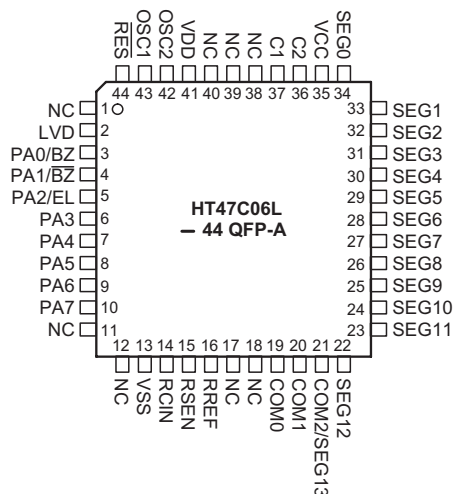 RES OSC1 OSC2 VDD NC NC NC C1 C2 VCC SEG0
44 43 42 41 40 39 38 37 36 35 34
NC 1
LVD 2
PA0/BZ 3
PA1/B̅Z̅ 4
PA2/EL 5
PA3 6
PA4 7
PA5 8
PA6 9
PA7 10
NC 11
HT47C06L
– 44 QFP-A
33 SEG1
32 SEG2
31 SEG3
30 SEG4
29 SEG5
28 SEG6
27 SEG7
26 SEG8
25 SEG9
24 SEG10
23 SEG11
12 13 14 15 16 17 18 19 20 21 22
NC VSS RCIN RSEN RREF NC NC COM0 COM1 COM2/SEG13 SEG12